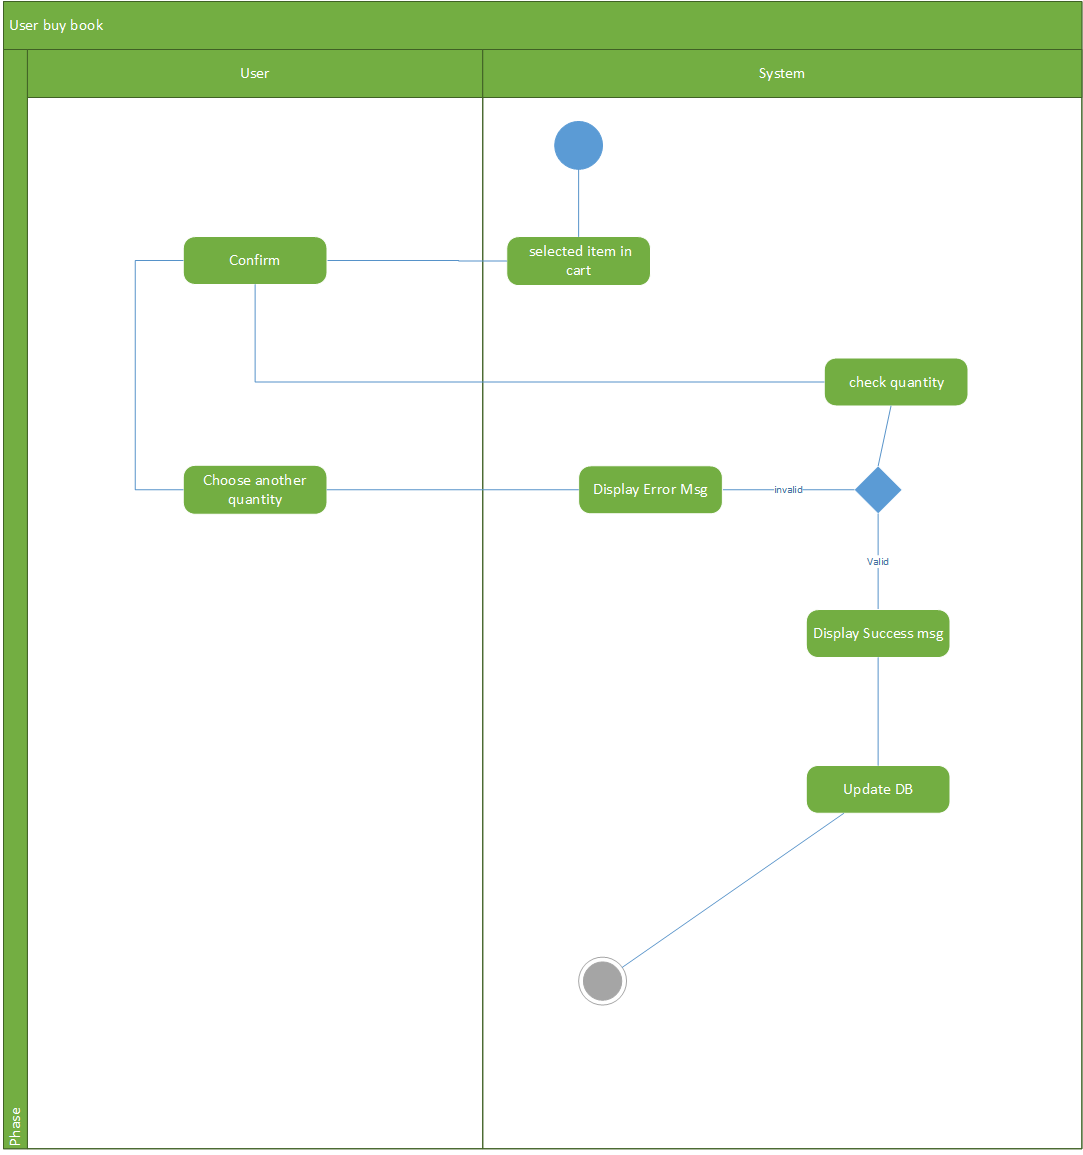 User buy book
User
System
selected item in
cart
Confirm
check quantity
Choose another
quantity
Display Error Msg
invalid
Valid
Display Success msg
Update DB
Phase